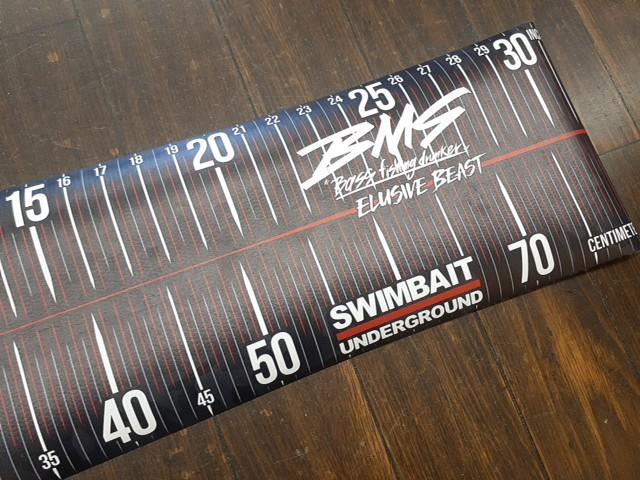 15 16 17 18 19 20 21 22 23 24 25 26 27 28 29 30
BMS
Bass fishing drunker
ELUSIVE BEAST
SWIMBAIT
UNDERGROUND
35 40 45 50 70